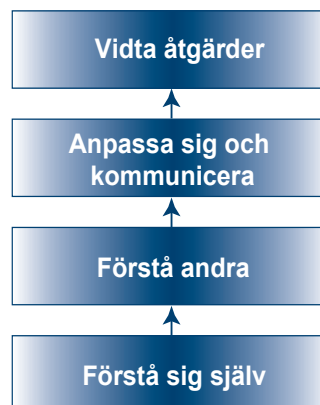 Vidta åtgärder
Anpassa sig och
kommunicera
Förstå andra
Förstå sig själv